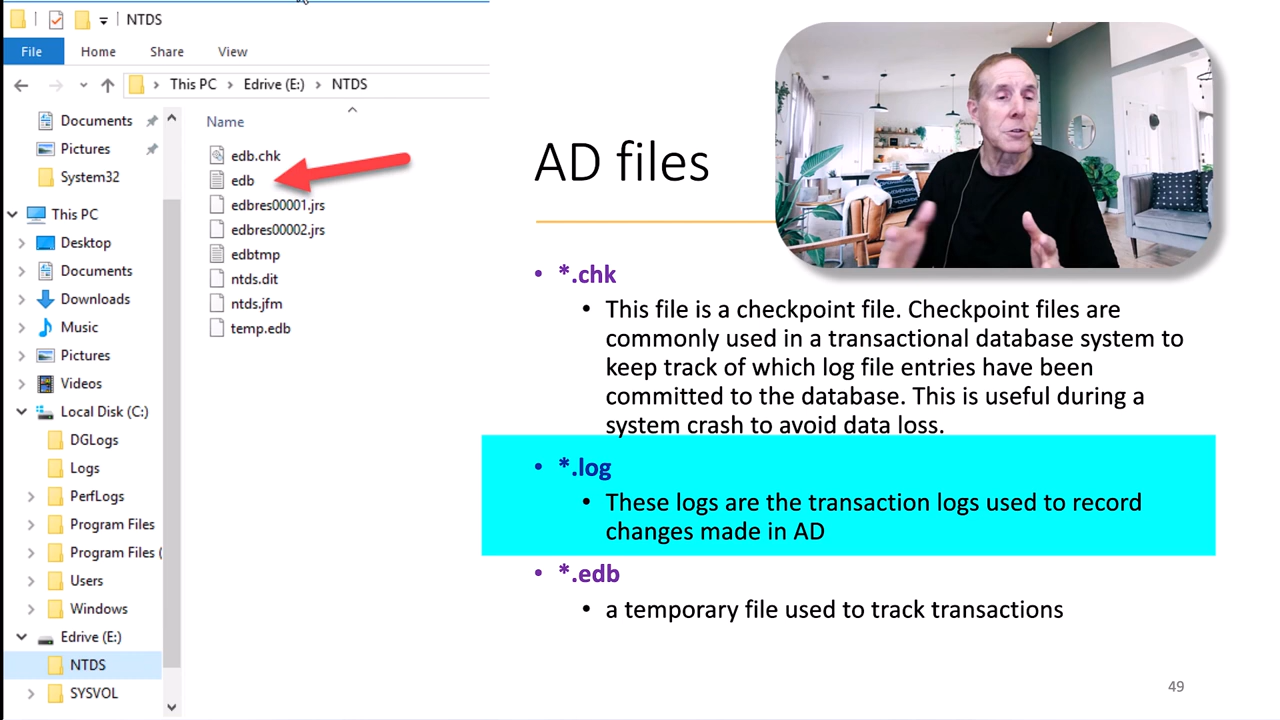 NTDS
File Home Share View
This PC Edrive (E:) NTDS
Documents
Pictures
System32
This PC
Desktop
Documents
Downloads
Music
Pictures
Videos
Local Disk (C:)
DGLogs
Logs
PerfLogs
Program Files
Program Files (
Users
Windows
Edrive (E:)
NTDS
SYSVOL
Name
edb.chk
edb
edbres00001.jrs
edbres00002.jrs
edbtmp
ntds.dit
ntds.jfm
temp.edb
AD files
• *.chk
• This file is a checkpoint file. Checkpoint files are
commonly used in a transactional database system to
keep track of which log file entries have been
committed to the database. This is useful during a
system crash to avoid data loss.
• *.log
• These logs are the transaction logs used to record
changes made in AD
• *.edb
• a temporary file used to track transactions
49